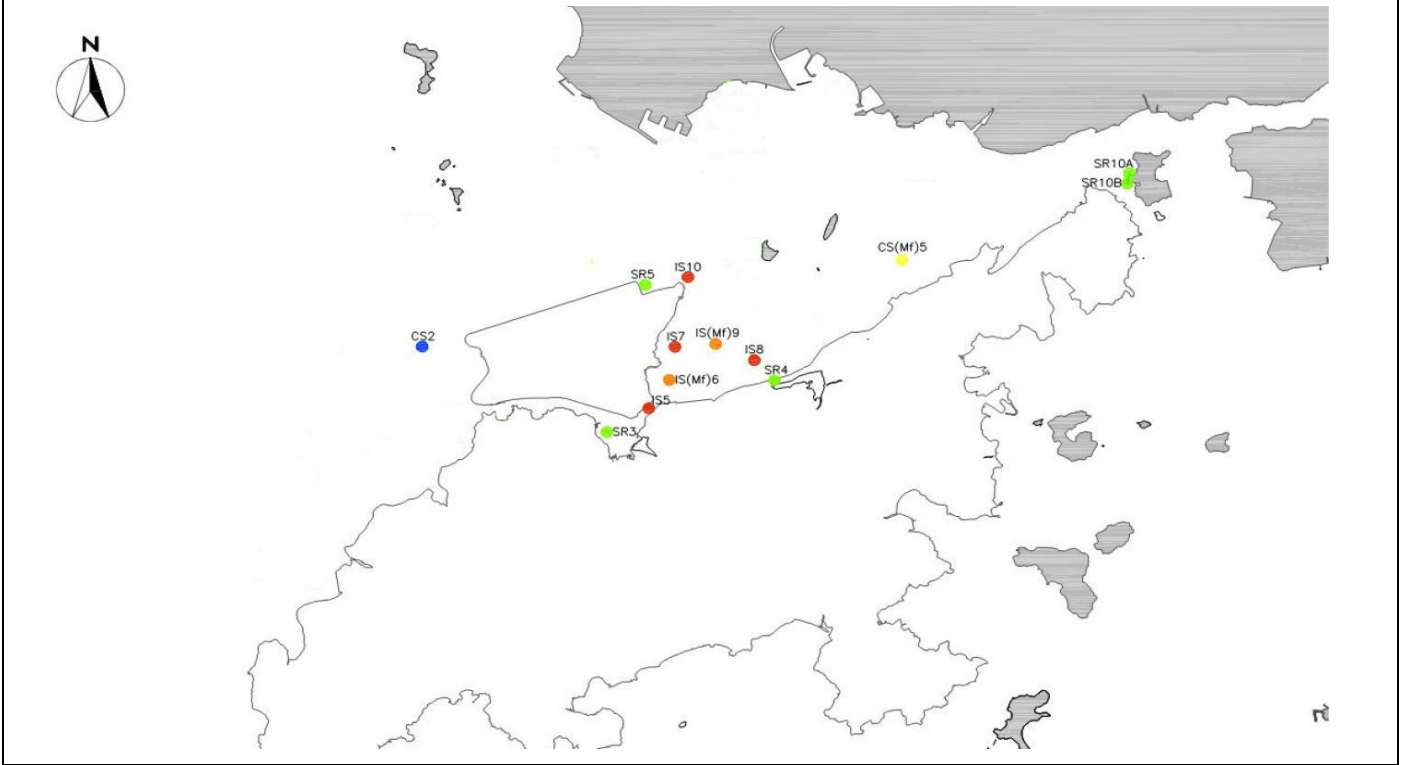 N
SR10A
SR10B
CS(Mf)5
IS10
SR5
CS2
IS7
IS(Mf)9
IS8
SR4
IS(Mf)6
IS5
SR3